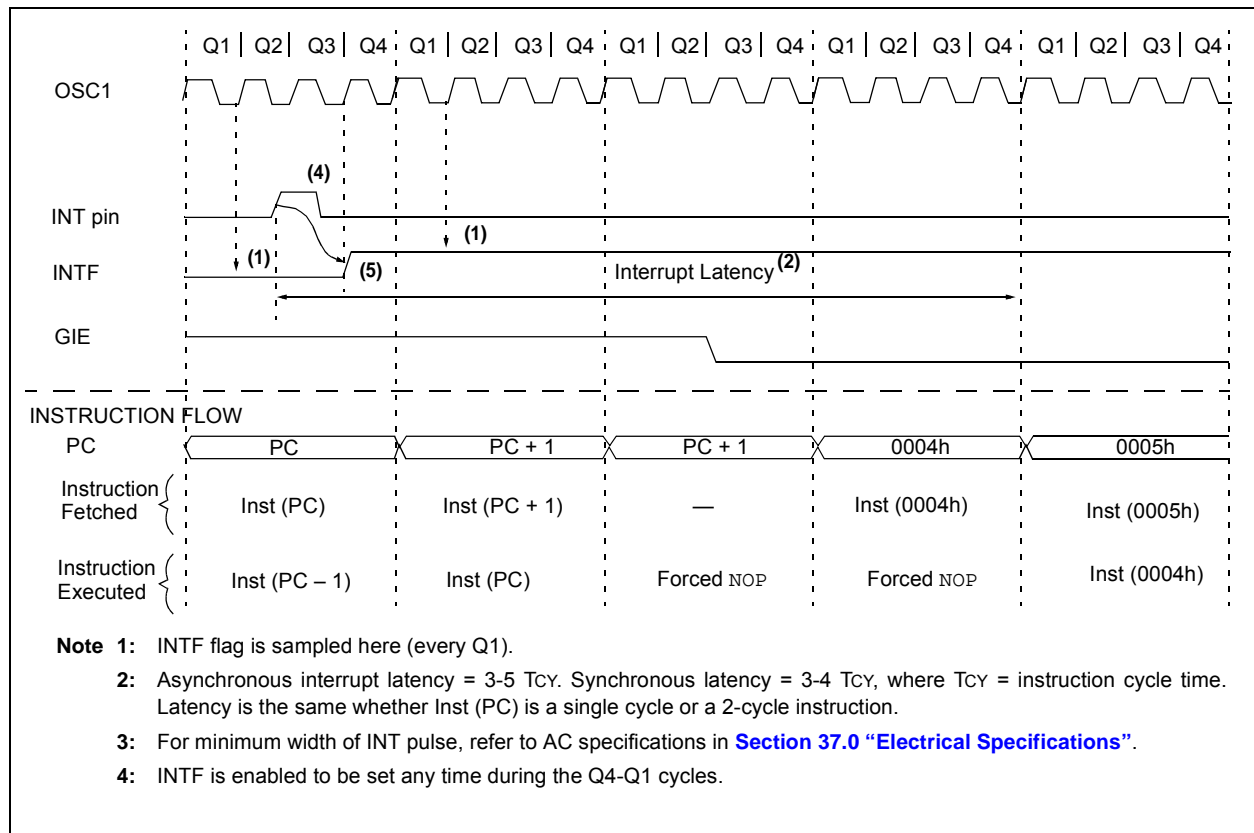 Q1 Q2 Q3 Q4 Q1 Q2 Q3 Q4 Q1 Q2 Q3 Q4 Q1 Q2 Q3 Q4 Q1 Q2 Q3 Q4
OSC1
(4)
INT pin
(1)
(1)
INTF
(5)
Interrupt Latency(2)
GIE
INSTRUCTION FLOW
PC PC PC + 1 PC + 1 0004h 0005h
Instruction
Fetched
Inst (PC) Inst (PC + 1) — Inst (0004h) Inst (0005h)
Instruction
Executed
Inst (PC – 1) Inst (PC) Forced NOP Forced NOP Inst (0004h)
Note 1: INTF flag is sampled here (every Q1).
2: Asynchronous interrupt latency = 3-5 TCY. Synchronous latency = 3-4 TCY, where TCY = instruction cycle time.
Latency is the same whether Inst (PC) is a single cycle or a 2-cycle instruction.
3: For minimum width of INT pulse, refer to AC specifications in Section 37.0 “Electrical Specifications”.
4: INTF is enabled to be set any time during the Q4-Q1 cycles.